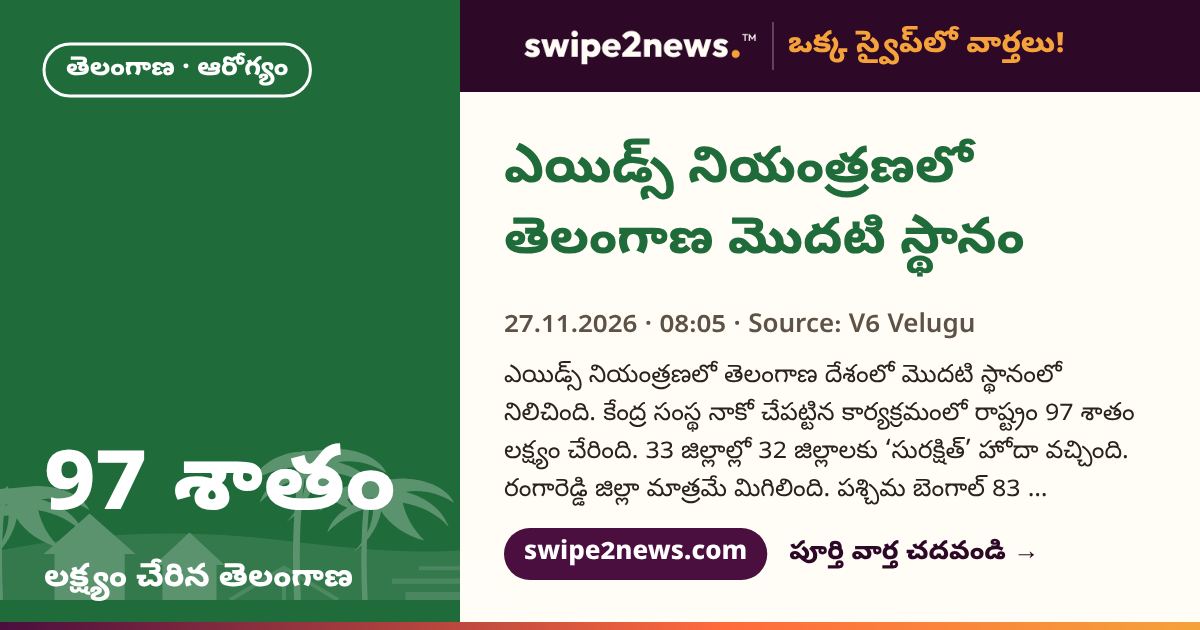 తెలంగాణ · ఆరోగ్యం
97 శాతం
లక్ష్యం చేరిన తెలంగాణ
swipe2news.™ ఒక్క స్వైప్‌లో వార్తలు!
ఎయిడ్స్ నియంత్రణలో
తెలంగాణ మొదటి స్థానం
27.11.2026 · 08:05 · Source: V6 Velugu
ఎయిడ్స్ నియంత్రణలో తెలంగాణ దేశంలో మొదటి స్థానంలో
నిలిచింది. కేంద్ర సంస్థ నాకో చేపట్టిన కార్యక్రమంలో రాష్ట్రం 97 శాతం
లక్ష్యం చేరింది. 33 జిల్లాల్లో 32 జిల్లాలకు ‘సురక్షిత్’ హోదా వచ్చింది.
రంగారెడ్డి జిల్లా మాత్రమే మిగిలింది. పశ్చిమ బెంగాల్ 83 ...
swipe2news.com పూర్తి వార్త చదవండి →